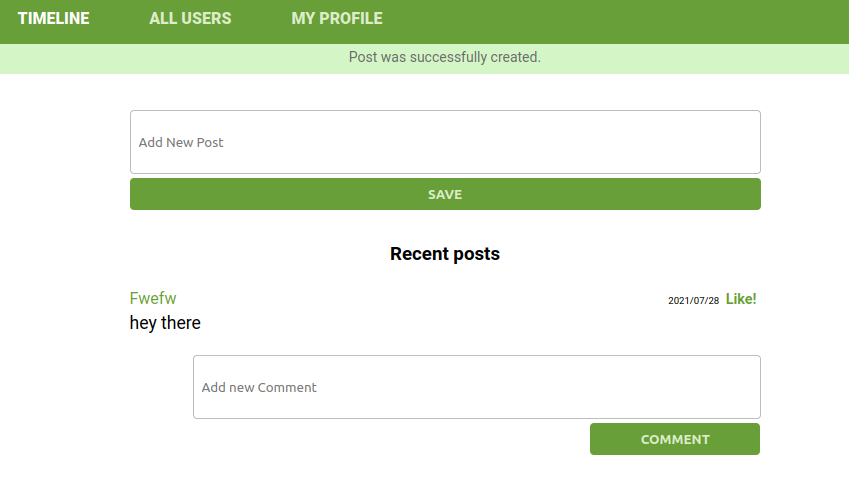 TIMELINE ALL USERS MY PROFILE
Post was successfully created.
Add New Post
SAVE
Recent posts
Fwefw 2021/07/28 Like!
hey there
Add new Comment
COMMENT